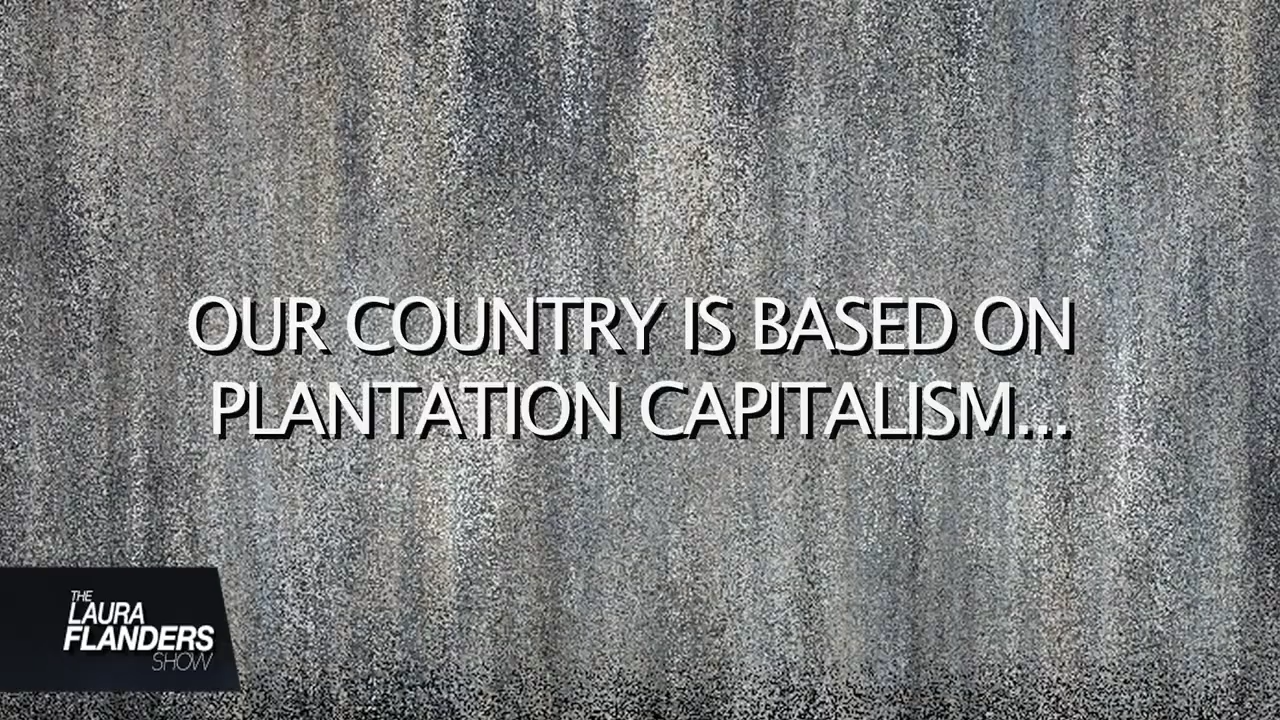 OUR COUNTRY IS BASED ON
PLANTATION CAPITALISM...
THE
LAURA
FLANDERS
SHOW